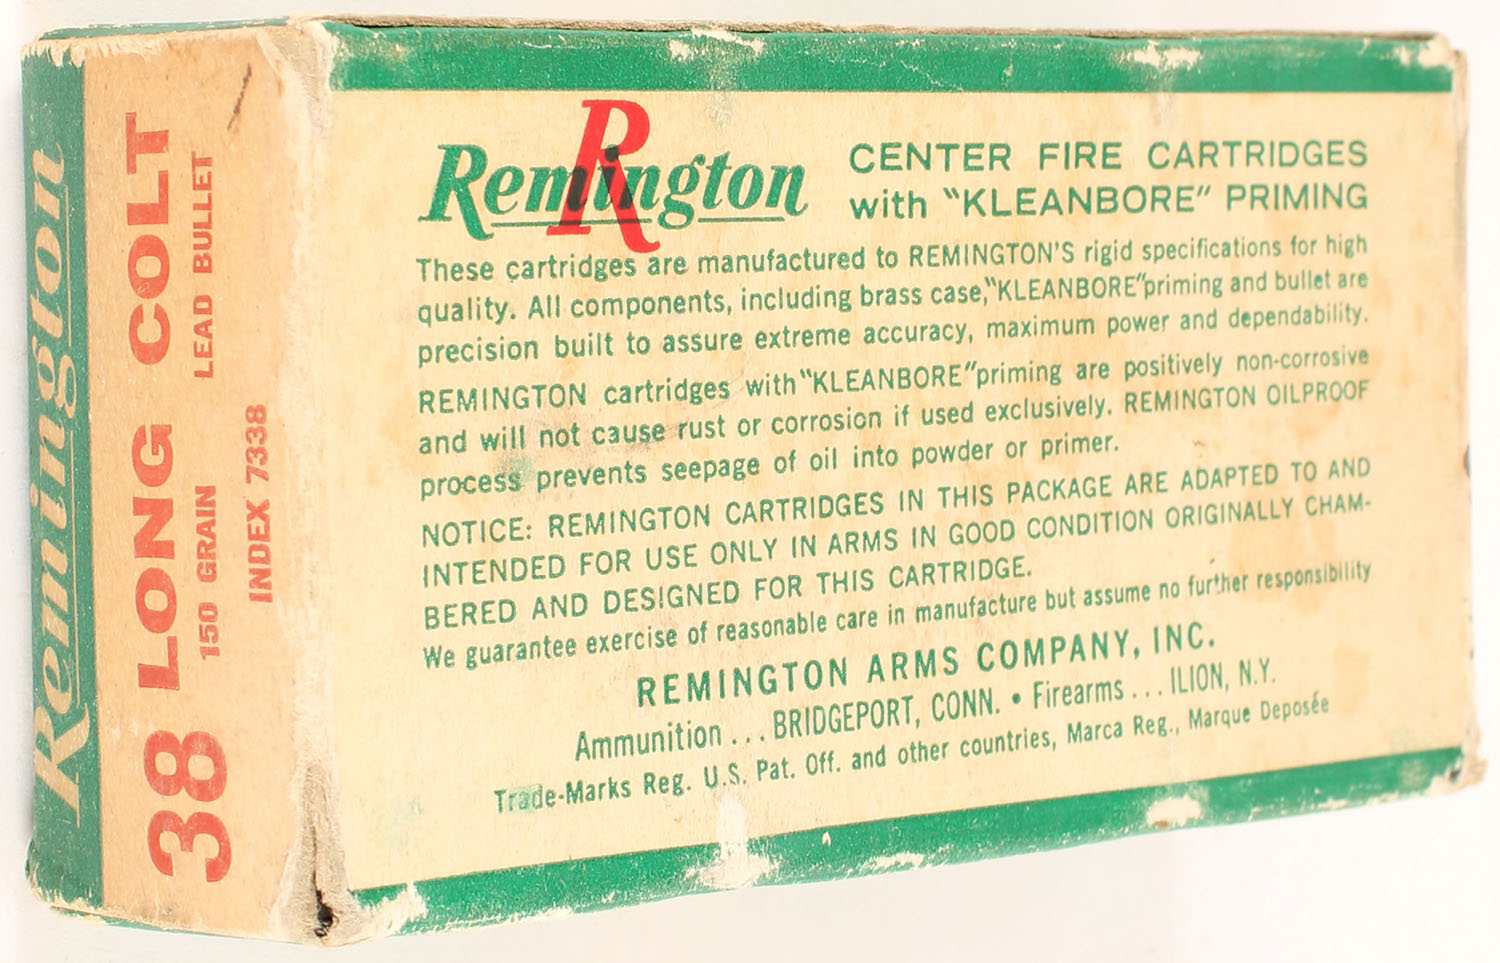 Remington
38 LONG COLT
150 GRAIN LEAD BULLET
INDEX 7338
Remington
R
CENTER FIRE CARTRIDGES
with "KLEANBORE" PRIMING
These cartridges are manufactured to REMINGTON'S rigid specifications for high
quality. All components, including brass case, "KLEANBORE" priming and bullet are
precision built to assure extreme accuracy, maximum power and dependability.
REMINGTON cartridges with "KLEANBORE" priming are positively non-corrosive
and will not cause rust or corrosion if used exclusively. REMINGTON OILPROOF
process prevents seepage of oil into powder or primer.
NOTICE: REMINGTON CARTRIDGES IN THIS PACKAGE ARE ADAPTED TO AND
INTENDED FOR USE ONLY IN ARMS IN GOOD CONDITION ORIGINALLY CHAM-
BERED AND DESIGNED FOR THIS CARTRIDGE.
We guarantee exercise of reasonable care in manufacture but assume no further responsibility
REMINGTON ARMS COMPANY, INC.
Ammunition ... BRIDGEPORT, CONN. • Firearms ... ILION, N.Y.
Trade-Marks Reg. U.S. Pat. Off. and other countries, Marca Reg., Marque Deposée